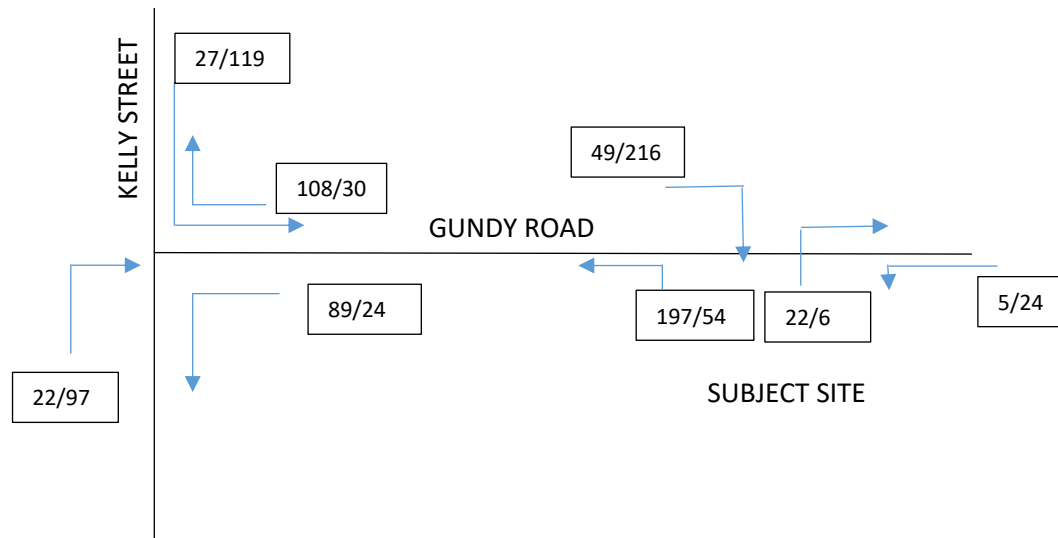 KELLY STREET
27/119
108/30
49/216
GUNDY ROAD
89/24
197/54
22/6
5/24
22/97
SUBJECT SITE